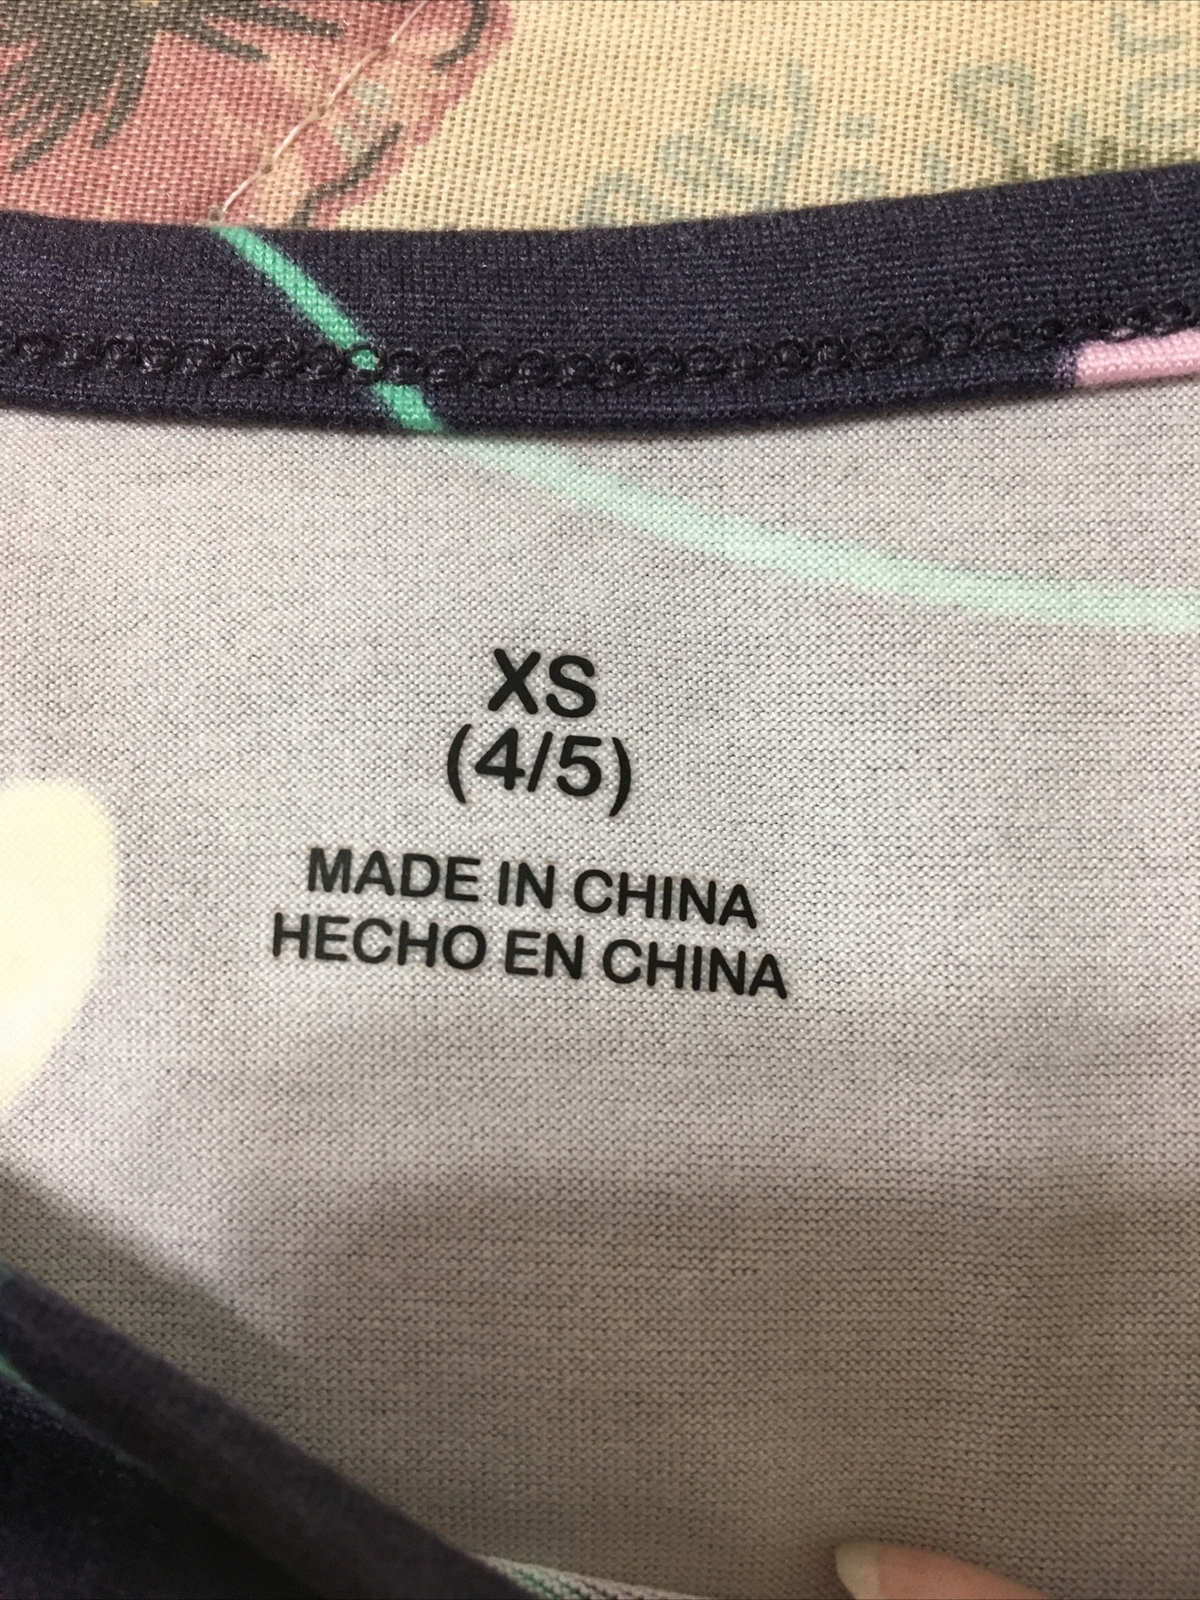 XS
(4/5)
MADE IN CHINA
HECHO EN CHINA